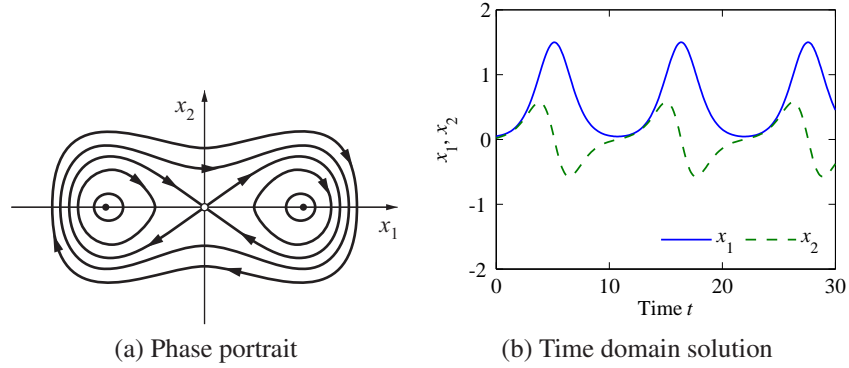 x₂
x₁
(a) Phase portrait
2
1
0
-1
-2
x₁, x₂
x₁
x₂
0
10
20
30
Time t
(b) Time domain solution